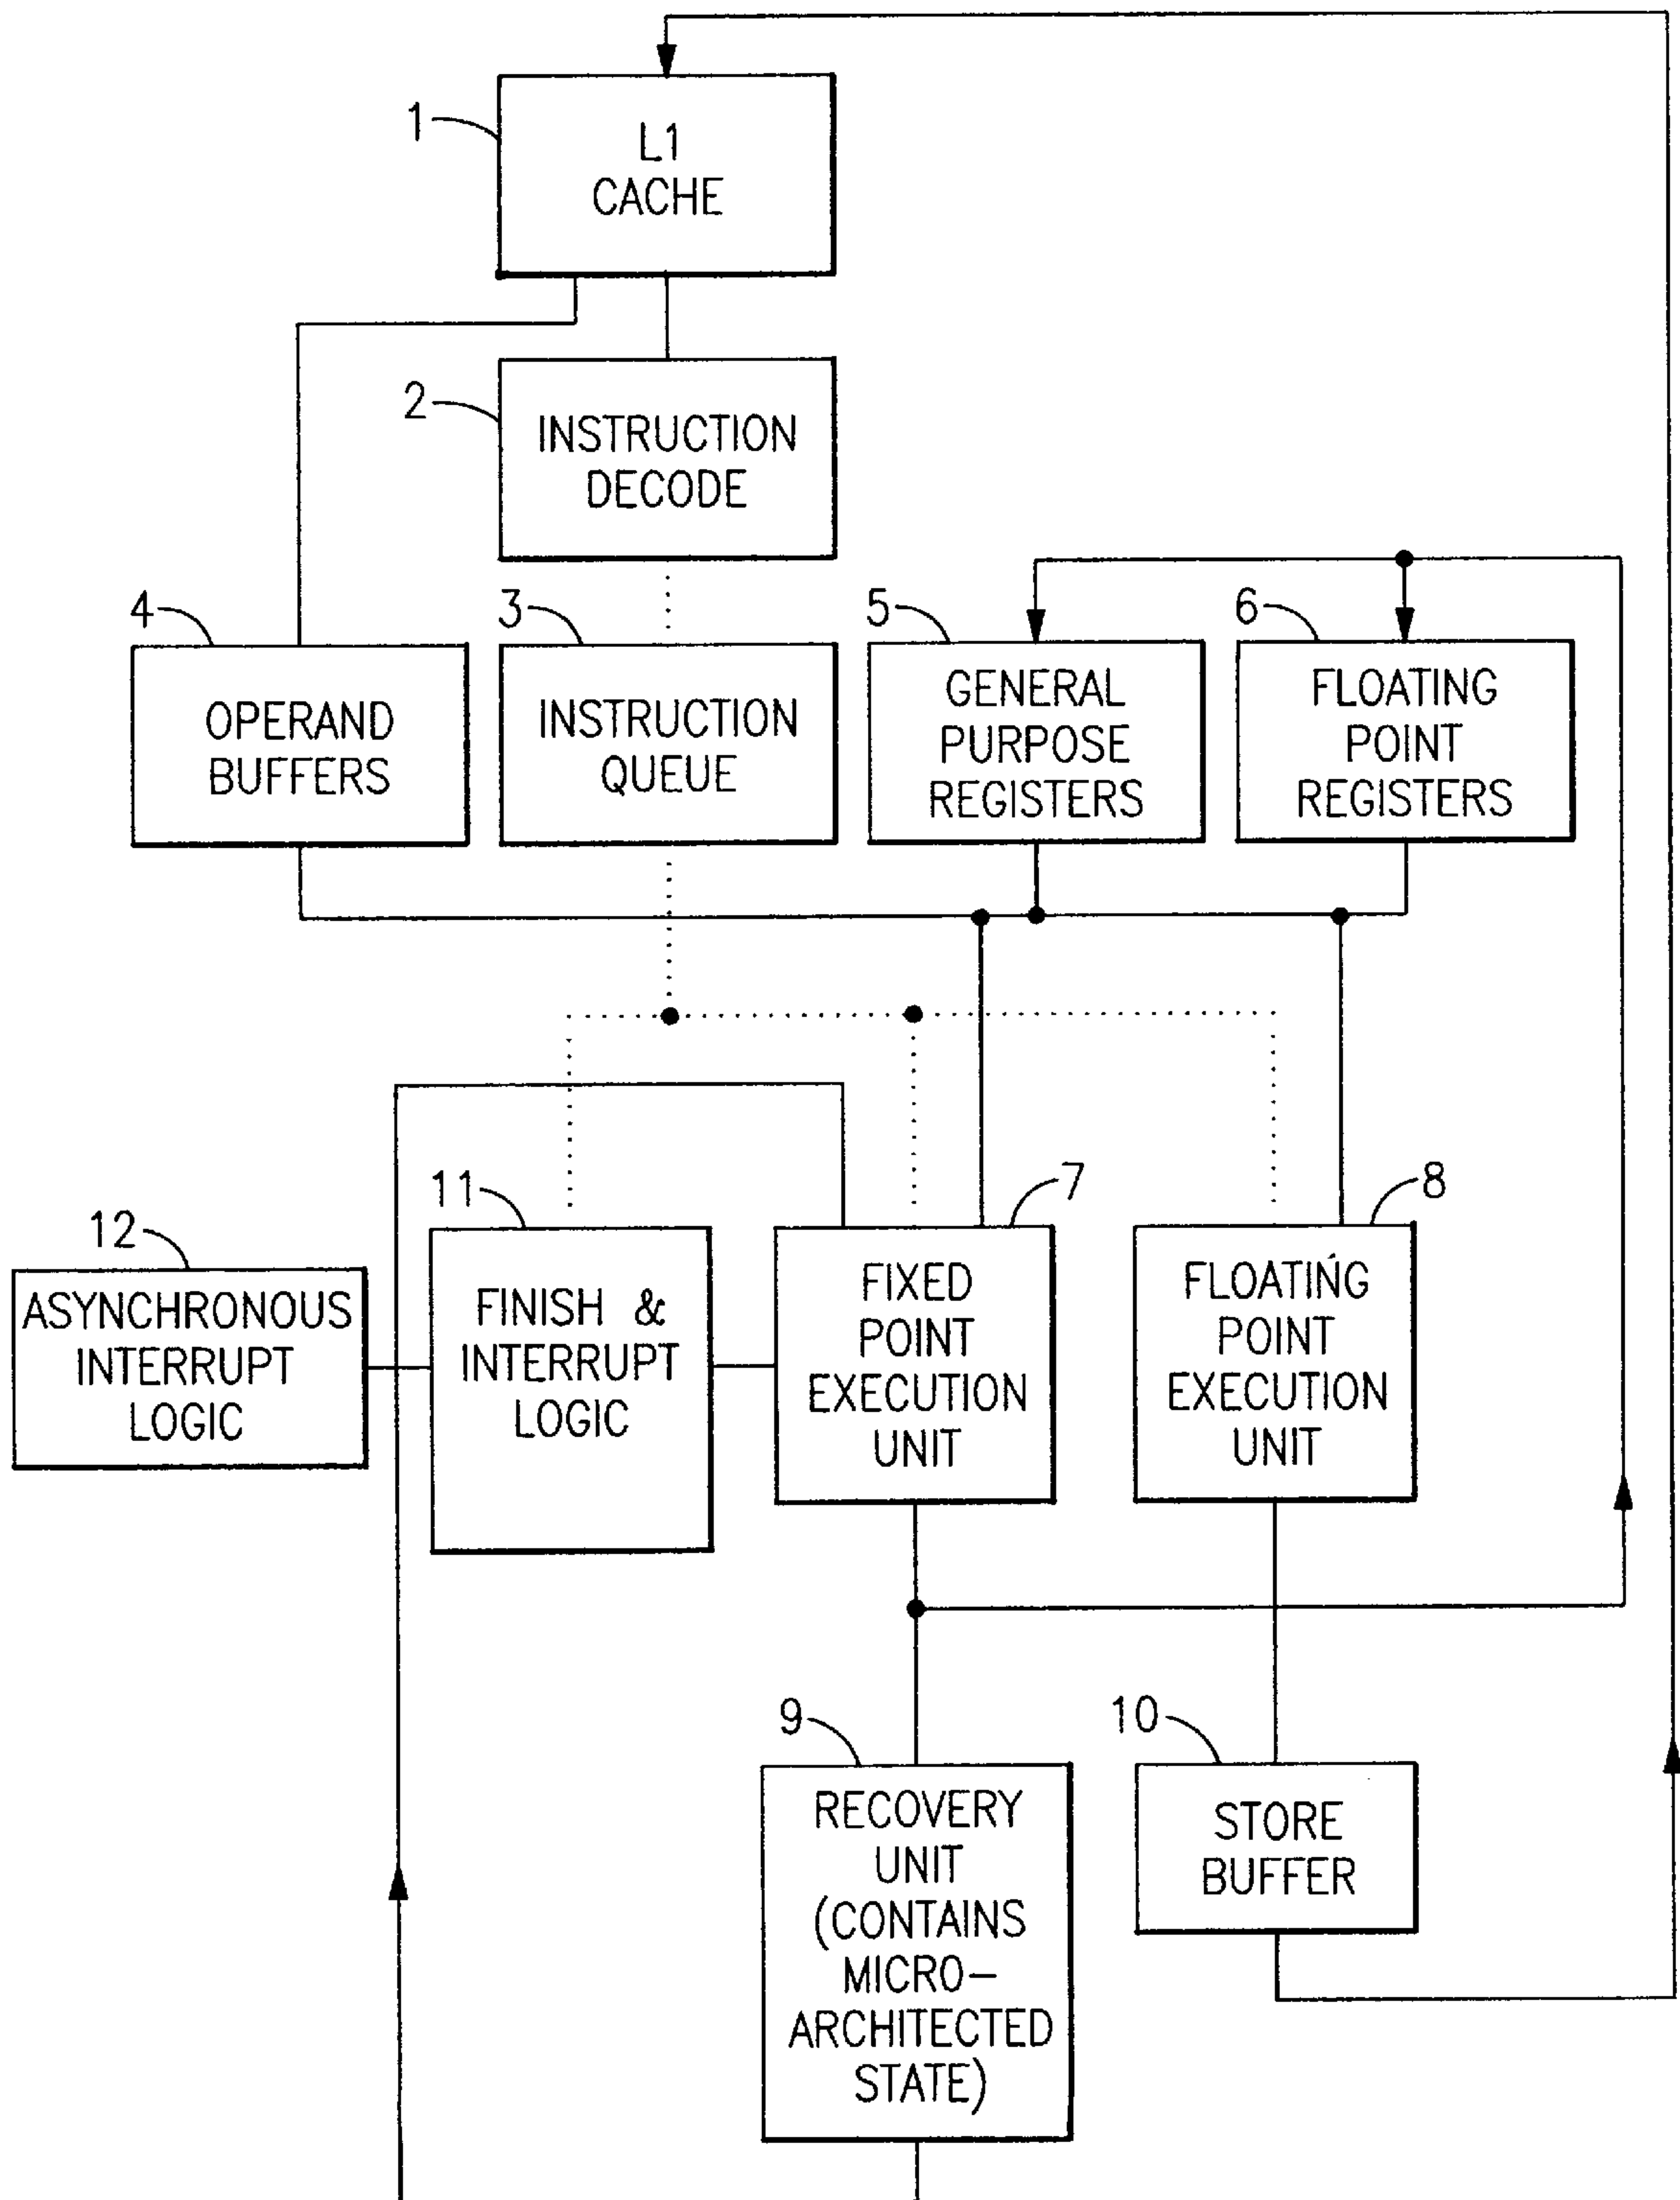 1
L1
CACHE
2
INSTRUCTION
DECODE
4
OPERAND
BUFFERS
3
INSTRUCTION
QUEUE
5
GENERAL
PURPOSE
REGISTERS
6
FLOATING
POINT
REGISTERS
12
ASYNCHRONOUS
INTERRUPT
LOGIC
11
FINISH &
INTERRUPT
LOGIC
7
FIXED
POINT
EXECUTION
UNIT
8
FLOATING
POINT
EXECUTION
UNIT
9
RECOVERY
UNIT
(CONTAINS
MICRO-
ARCHITECTED
STATE)
10
STORE
BUFFER